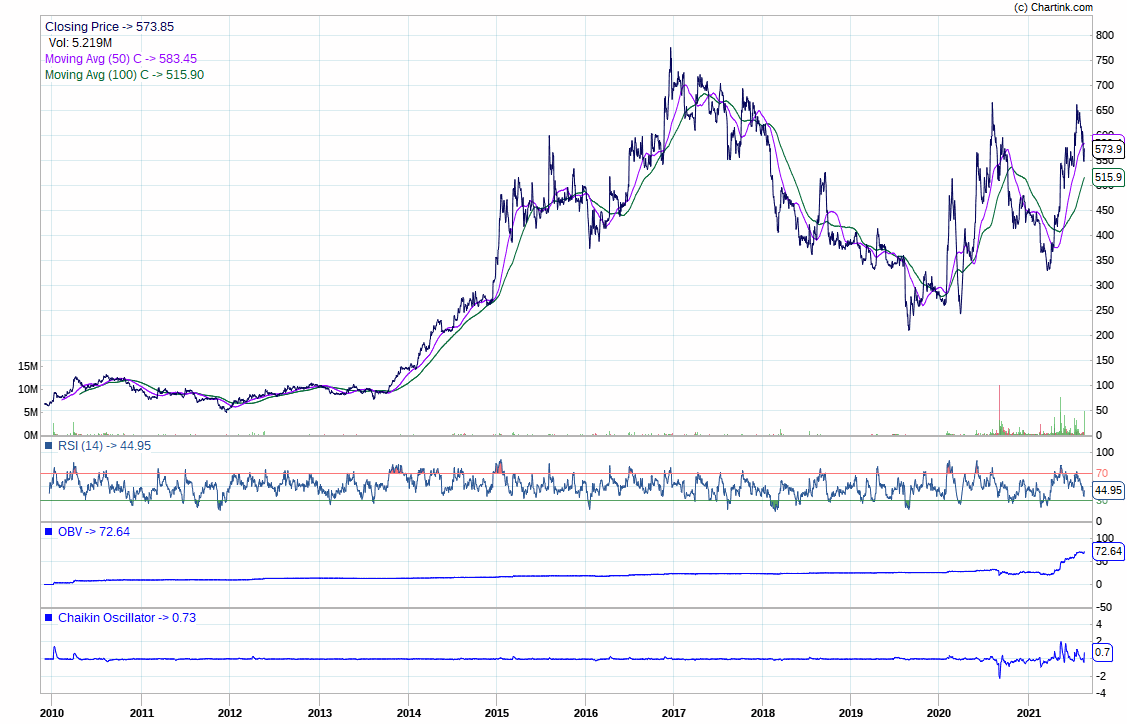 (c) Chartink.com
Closing Price -> 573.85
Vol: 5.219M
Moving Avg (50) C -> 583.45
Moving Avg (100) C -> 515.90
800
750
700
650
600
573.9
550
515.9
500
450
400
350
300
250
200
150
100
50
0
15M
10M
5M
0M
RSI (14) -> 44.95
100
70
44.95
30
0
OBV -> 72.64
100
72.64
50
0
-50
Chaikin Oscillator -> 0.73
4
2
0.7
-2
-4
2010 2011 2012 2013 2014 2015 2016 2017 2018 2019 2020 2021